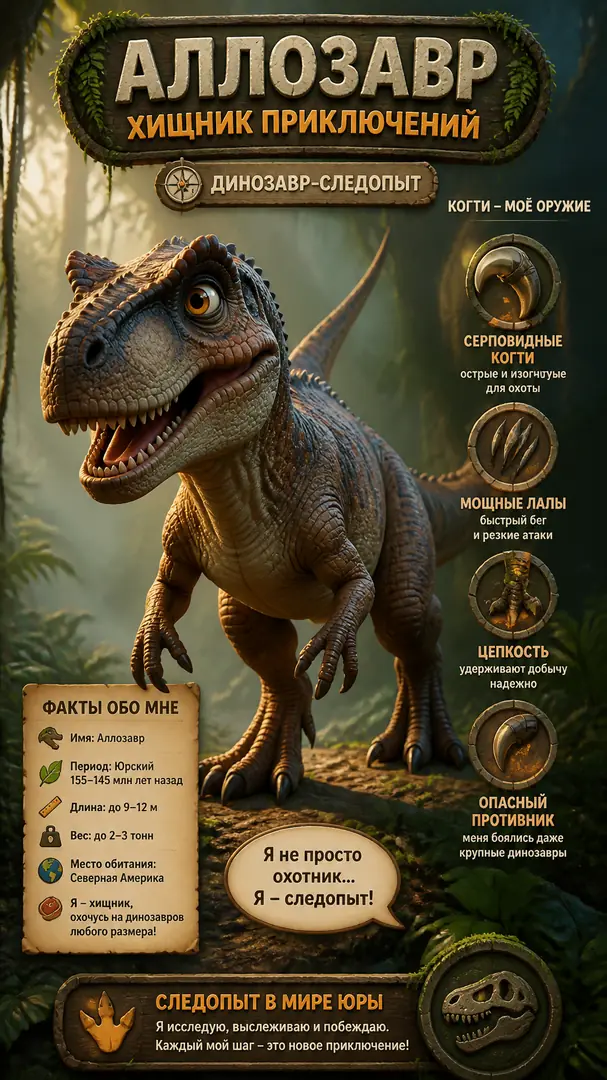 АЛЛОЗАВР
ХИЩНИК ПРИКЛЮЧЕНИЙ
ДИНОЗАВР-СЛЕДОПЫТ
КОГТИ – МОЁ ОРУЖИЕ
СЕРПОВИДНЫЕ
КОГТИ
острые и изогнутые
для охоты
МОЩНЫЕ ЛАЛЫ
быстрый бег
и резкие атаки
ЦЕПКОСТЬ
удерживают добычу
надежно
ОПАСНЫЙ
ПРОТИВНИК
меня боялись даже
крупные динозавры
ФАКТЫ ОБО МНЕ
Имя: Аллозавр
Период: Юрский
155–145 млн лет назад
Длина: до 9–12 м
Вес: до 2–3 тонн
Место обитания:
Северная Америка
Я – хищник,
охочусь на динозавров
любого размера!
Я не просто
охотник...
Я – следопыт!
СЛЕДОПЫТ В МИРЕ ЮРЫ
Я исследую, выслеживаю и побеждаю.
Каждый мой шаг – это новое приключение!